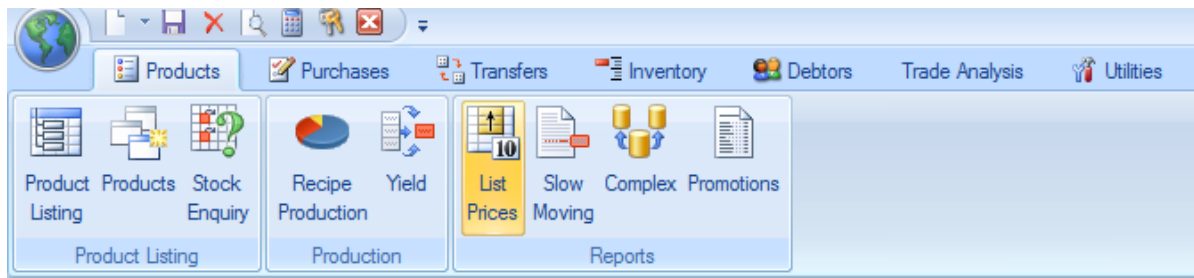 Products Purchases Transfers Inventory Debtors Trade Analysis Utilities
10
Product Products Stock Recipe Yield List Slow Complex Promotions
Listing Enquiry Production Prices Moving
Product Listing Production Reports